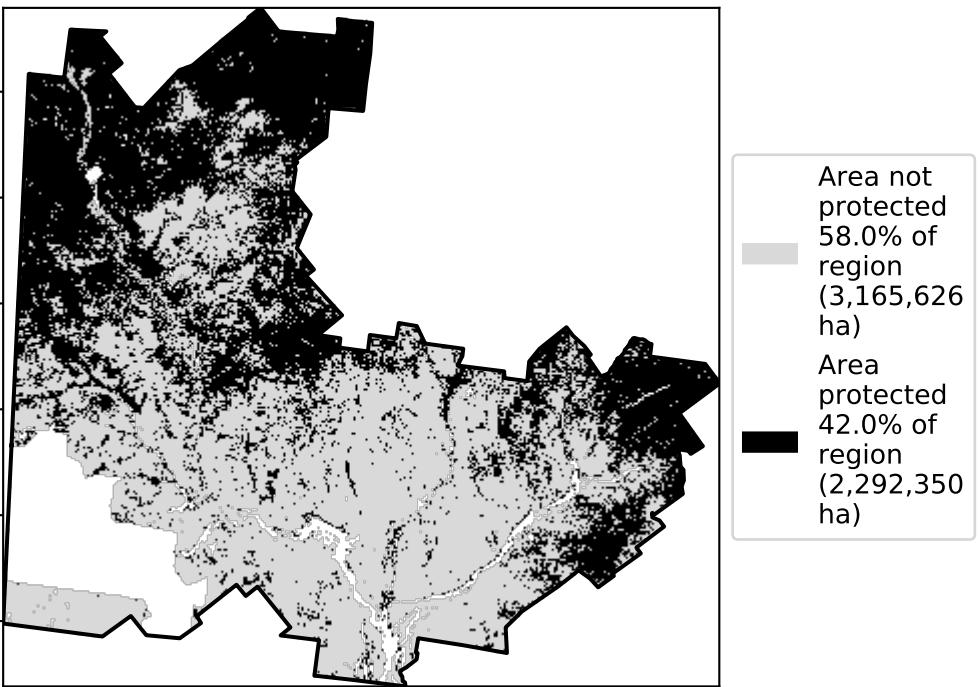 Area not
protected
58.0% of
region
(3,165,626
ha)
Area
protected
42.0% of
region
(2,292,350
ha)